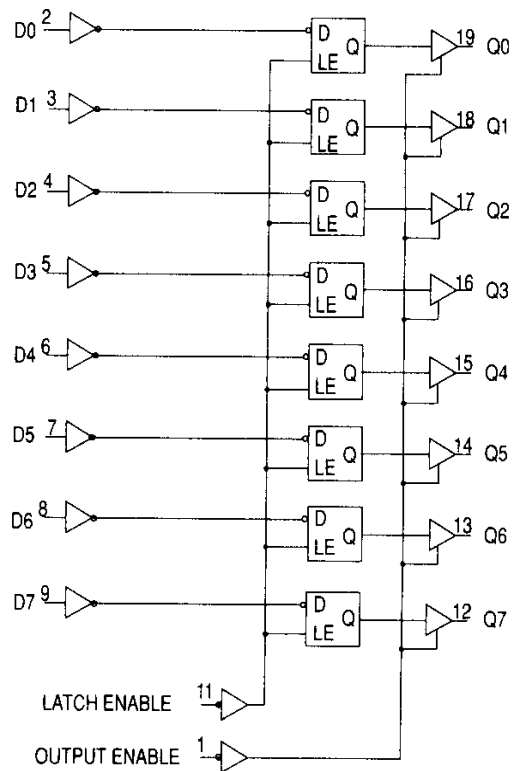 D0 2 D Q LE 19 Q0
D1 3 D Q LE 18 Q1
D2 4 D Q LE 17 Q2
D3 5 D Q LE 16 Q3
D4 6 D Q LE 15 Q4
D5 7 D Q LE 14 Q5
D6 8 D Q LE 13 Q6
D7 9 D Q LE 12 Q7
LATCH ENABLE 11
OUTPUT ENABLE 1